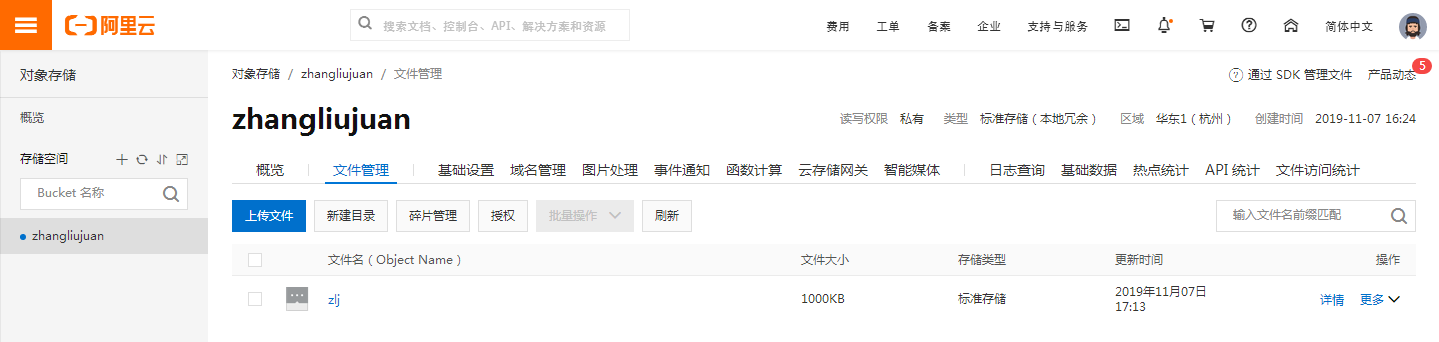 阿里云
搜索文档、控制台、API、解决方案和资源
费用 工单 备案 企业 支持与服务 简体中文
对象存储
概览
存储空间
Bucket 名称
zhangliujuan
对象存储 / zhangliujuan / 文件管理
? 通过 SDK 管理文件 产品动态 5
zhangliujuan
读写权限 私有 类型 标准存储（本地冗余） 区域 华东1（杭州） 创建时间 2019-11-07 16:24
概览 文件管理 基础设置 域名管理 图片处理 事件通知 函数计算 云存储网关 智能媒体 日志查询 基础数据 热点统计 API 统计 文件访问统计
上传文件 新建目录 碎片管理 授权 批量操作 刷新
输入文件名前缀匹配
文件名（Object Name） 文件大小 存储类型 更新时间 操作
zlj 1000KB 标准存储 2019年11月07日
17:13
详情 更多